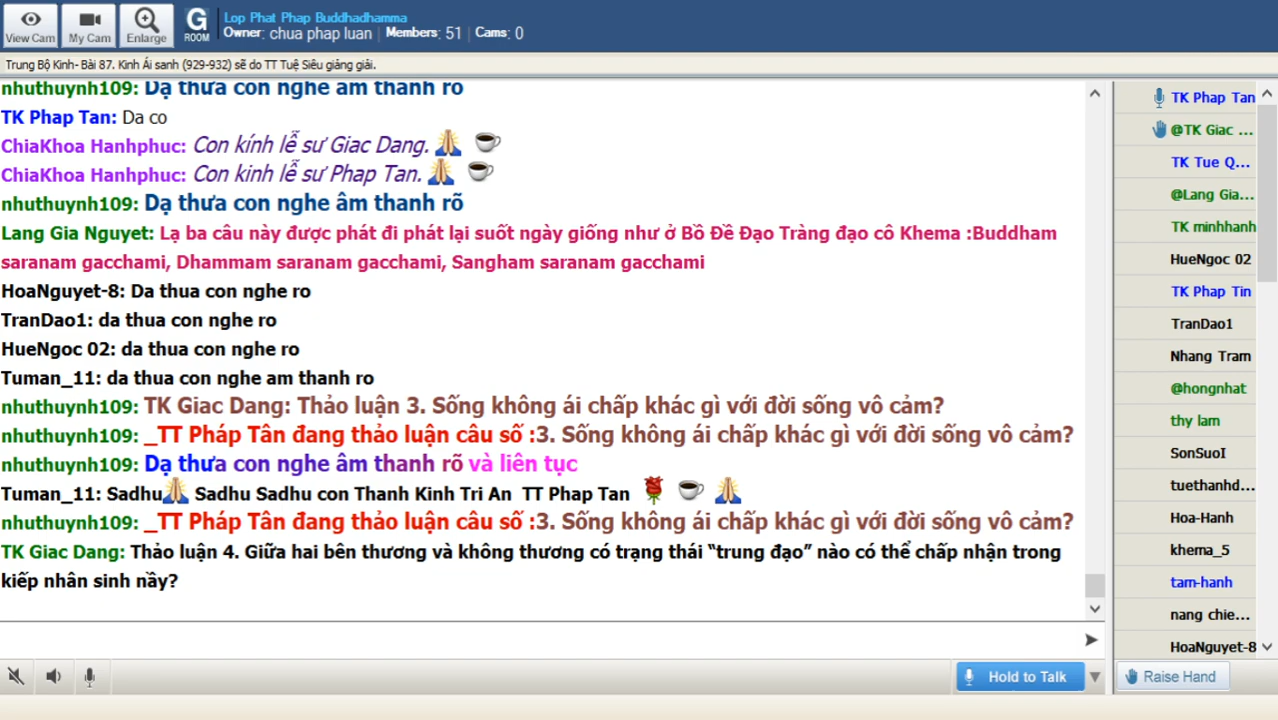 View Cam
My Cam
Enlarge
G
ROOM
Lop Phat Phap Buddhadhamma
Owner: chua phap luan | Members: 51 | Cams: 0
Trung Bộ Kinh- Bài 87. Kinh Ái sanh (929-932) sẽ do TT Tuệ Siêu giảng giải.
nhuthuynh109: Dạ thưa con nghe âm thanh rõ
TK Phap Tan: Da co
ChiaKhoa Hanhphuc: Con kính lễ sư Giac Dang.
ChiaKhoa Hanhphuc: Con kinh lễ sư Phap Tan.
nhuthuynh109: Dạ thưa con nghe âm thanh rõ
Lang Gia Nguyet: Lạ ba câu này được phát đi phát lại suốt ngày giống như ở Bồ Đề Đạo Tràng đạo cô Khema :Buddham
saranam gacchami, Dhammam saranam gacchami, Sangham saranam gacchami
HoaNguyet-8: Da thua con nghe ro
TranDao1: da thua con nghe ro
HueNgoc 02: da thua con nghe ro
Tuman_11: da thua con nghe am thanh ro
nhuthuynh109: TK Giac Dang: Thảo luận 3. Sống không ái chấp khác gì với đời sống vô cảm?
nhuthuynh109: _TT Pháp Tân đang thảo luận câu số :3. Sống không ái chấp khác gì với đời sống vô cảm?
nhuthuynh109: Dạ thưa con nghe âm thanh rõ và liên tục
Tuman_11: Sadhu Sadhu Sadhu con Thanh Kinh Tri An TT Phap Tan
nhuthuynh109: _TT Pháp Tân đang thảo luận câu số :3. Sống không ái chấp khác gì với đời sống vô cảm?
TK Giac Dang: Thảo luận 4. Giữa hai bên thương và không thương có trạng thái “trung đạo” nào có thể chấp nhận trong
kiếp nhân sinh nầy?
Hold to Talk
TK Phap Tan
@TK Giac ...
TK Tue Q...
@Lang Gia...
TK minhhanh
HueNgoc 02
TK Phap Tin
TranDao1
Nhang Tram
@hongnhat
thy lam
SonSuoI
tuethanhd...
Hoa-Hanh
khema_5
tam-hanh
nang chie...
HoaNguyet-8
Raise Hand